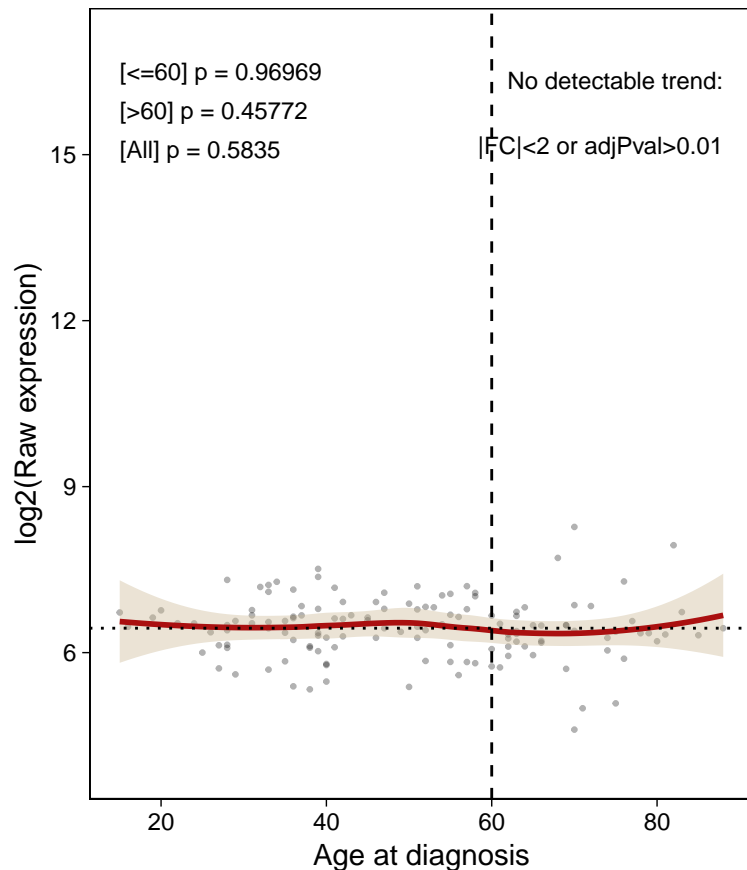 [<=60] p = 0.96969
[>60] p = 0.45772
[All] p = 0.5835
No detectable trend:
|FC|<2 or adjPval>0.01
log2(Raw expression)
15
12
9
6
20
40
60
80
Age at diagnosis